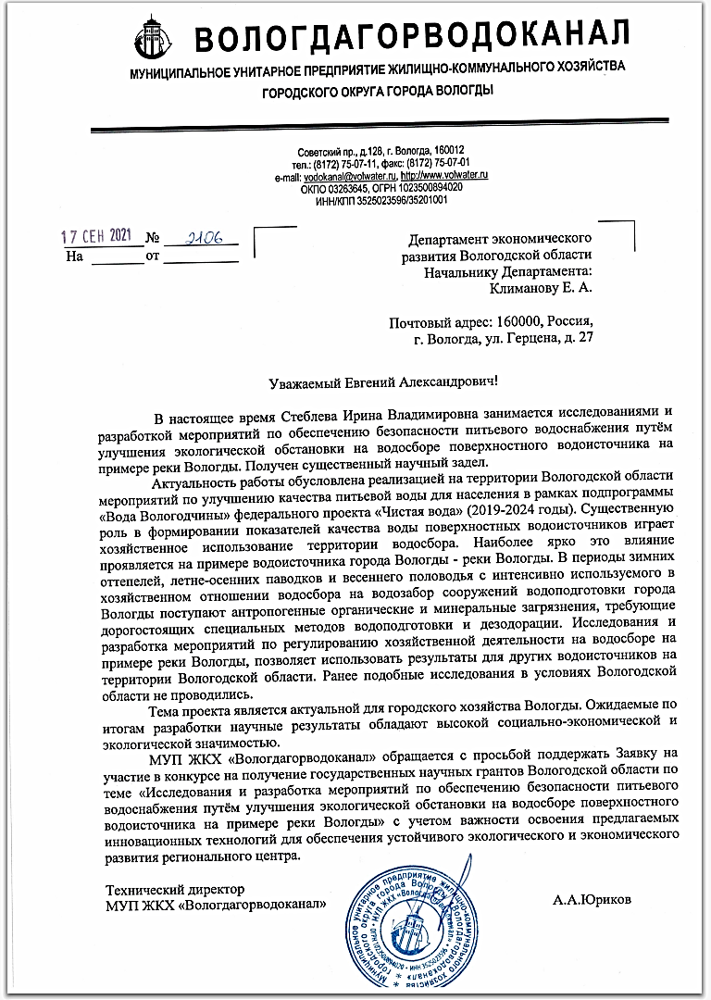 ВОЛОГДАГОРВОДОКАНАЛ
МУНИЦИПАЛЬНОЕ УНИТАРНОЕ ПРЕДПРИЯТИЕ ЖИЛИЩНО-КОММУНАЛЬНОГО ХОЗЯЙСТВА
ГОРОДСКОГО ОКРУГА ГОРОДА ВОЛОГДЫ
Советский пр., д.128, г. Вологда, 160012
тел.: (8172) 75-07-11, факс: (8172) 75-07-01
e-mail: vodokanal@volwater.ru, http://www.volwater.ru
ОКПО 03263645, ОГРН 1023500894020
ИНН/КПП 3525023596/35201001
17 СЕН 2021 № 2106
На от
Департамент экономического
развития Вологодской области
Начальнику Департамента:
Климанову Е. А.
Почтовый адрес: 160000, Россия,
г. Вологда, ул. Герцена, д. 27
Уважаемый Евгений Александрович!
В настоящее время Стеблева Ирина Владимировна занимается исследованиями и
разработкой мероприятий по обеспечению безопасности питьевого водоснабжения путём
улучшения экологической обстановки на водосборе поверхностного водоисточника на
примере реки Вологды. Получен существенный научный задел.
Актуальность работы обусловлена реализацией на территории Вологодской области
мероприятий по улучшению качества питьевой воды для населения в рамках подпрограммы
«Вода Вологодчины» федерального проекта «Чистая вода» (2019-2024 годы). Существенную
роль в формировании показателей качества воды поверхностных водоисточников играет
хозяйственное использование территории водосбора. Наиболее ярко это влияние
проявляется на примере водоисточника города Вологды - реки Вологды. В периоды зимних
оттепелей, летне-осенних паводков и весеннего половодья с интенсивно используемого в
хозяйственном отношении водосбора на водозабор сооружений водоподготовки города
Вологды поступают антропогенные органические и минеральные загрязнения, требующие
дорогостоящих специальных методов водоподготовки и дезодорации. Исследования и
разработка мероприятий по регулированию хозяйственной деятельности на водосборе на
примере реки Вологды, позволяет использовать результаты для других водоисточников на
территории Вологодской области. Ранее подобные исследования в условиях Вологодской
области не проводились.
Тема проекта является актуальной для городского хозяйства Вологды. Ожидаемые по
итогам разработки научные результаты обладают высокой социально-экономической и
экологической значимостью.
МУП ЖКХ «Вологдагорводоканал» обращается с просьбой поддержать Заявку на
участие в конкурсе на получение государственных научных грантов Вологодской области по
теме «Исследования и разработка мероприятий по обеспечению безопасности питьевого
водоснабжения путём улучшения экологической обстановки на водосборе поверхностного
водоисточника на примере реки Вологды» с учетом важности освоения предлагаемых
инновационных технологий для обеспечения устойчивого экологического и экономического
развития регионального центра.
Технический директор
МУП ЖКХ «Вологдагорводоканал»
А.А.Юриков
Муниципальное унитарное предприятие жилищно-коммунального хозяйства
городского округа города Вологды «Вологдагорводоканал»
МУП ЖКХ «Вологдагорводоканал»
ОГРН 1023500894020 * ИНН 3525023596